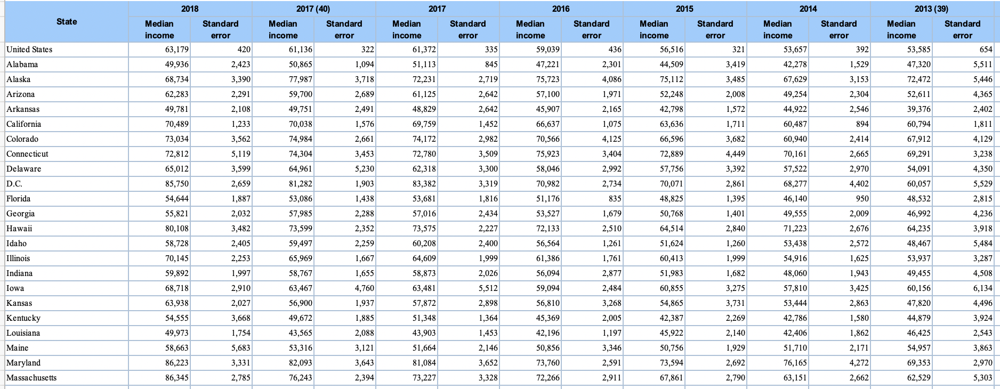 State 2018 2017 (40) 2017 2016 2015 2014 2013 (39)
Median income Standard error Median income Standard error Median income Standard error Median income Standard error Median income Standard error Median income Standard error Median income Standard error
United States 63,179 420 61,136 322 61,372 335 59,039 436 56,516 321 53,657 392 53,585 654
Alabama 49,936 2,423 50,865 1,094 51,113 845 47,221 2,301 44,509 3,419 42,278 1,529 47,320 5,511
Alaska 68,734 3,390 77,987 3,718 72,231 2,719 75,723 4,086 75,112 3,485 67,629 3,153 72,472 5,446
Arizona 62,283 2,291 59,700 2,689 61,125 2,642 57,100 1,971 52,248 2,008 49,254 2,304 52,611 4,365
Arkansas 49,781 2,108 49,751 2,491 48,829 2,642 45,907 2,165 42,798 1,572 44,922 2,546 39,376 2,402
California 70,489 1,233 70,038 1,576 69,759 1,452 66,637 1,075 63,636 1,711 60,487 894 60,794 1,811
Colorado 73,034 3,562 74,984 2,661 74,172 2,982 70,566 4,125 66,596 3,682 60,940 2,414 67,912 4,129
Connecticut 72,812 5,119 74,304 3,453 72,780 3,509 75,923 3,404 72,889 4,449 70,161 2,665 69,291 3,238
Delaware 65,012 3,599 64,961 5,230 62,318 3,300 58,046 2,992 57,756 3,392 57,522 2,970 54,091 4,350
D.C. 85,750 2,659 81,282 1,903 83,382 3,319 70,982 2,734 70,071 2,861 68,277 4,402 60,057 5,529
Florida 54,644 1,887 53,086 1,438 53,681 1,816 51,176 835 48,825 1,395 46,140 950 48,532 2,815
Georgia 55,821 2,032 57,985 2,288 57,016 2,434 53,527 1,679 50,768 1,401 49,555 2,009 46,992 4,236
Hawaii 80,108 3,482 73,599 2,352 73,575 2,227 72,133 2,510 64,514 2,840 71,223 2,676 64,235 3,918
Idaho 58,728 2,405 59,497 2,259 60,208 2,400 56,564 1,261 51,624 1,260 53,438 2,572 48,467 5,484
Illinois 70,145 2,253 65,969 1,667 64,609 1,999 61,386 1,761 60,413 1,999 54,916 1,625 53,937 3,287
Indiana 59,892 1,997 58,767 1,655 58,873 2,026 56,094 2,877 51,983 1,682 48,060 1,943 49,455 4,508
Iowa 68,718 2,910 63,467 4,760 63,481 5,512 59,094 2,484 60,855 3,275 57,810 3,425 60,156 6,134
Kansas 63,938 2,027 56,900 1,937 57,872 2,898 56,810 3,268 54,865 3,731 53,444 2,863 47,820 4,496
Kentucky 54,555 3,668 49,672 1,885 51,348 1,364 45,369 2,005 42,387 2,269 42,786 1,580 44,879 3,924
Louisiana 49,973 1,754 43,565 2,088 43,903 1,453 42,196 1,197 45,922 2,140 42,406 1,862 46,425 2,543
Maine 58,663 5,683 53,316 3,121 51,664 2,146 50,856 3,346 50,756 1,929 51,710 2,171 54,957 3,863
Maryland 86,223 3,331 82,093 3,643 81,084 3,652 73,760 2,591 73,594 2,692 76,165 4,272 69,353 2,970
Massachusetts 86,345 2,785 76,243 2,394 73,227 3,328 72,266 2,911 67,861 2,790 63,151 2,662 62,529 5,303